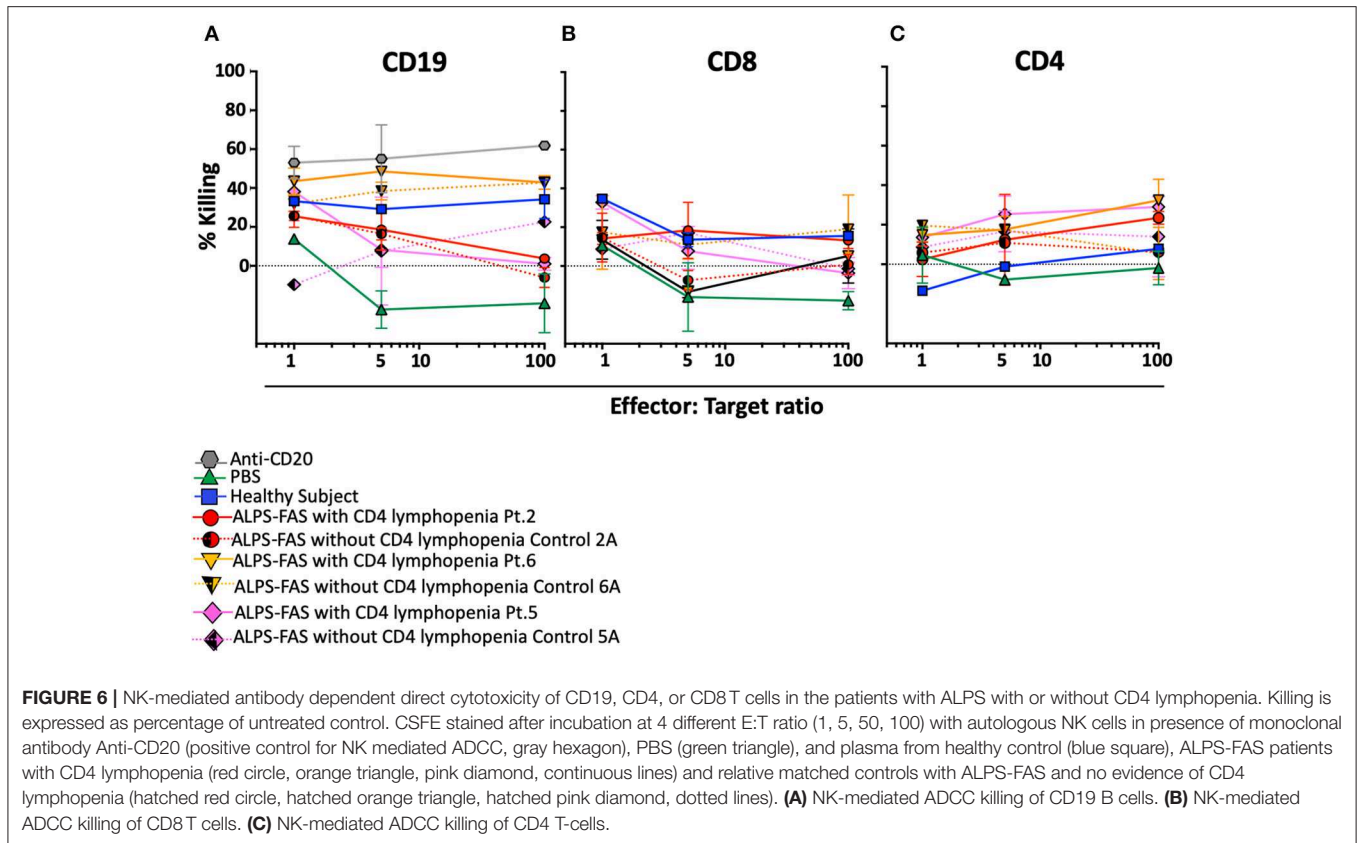 A
B
C
CD19
CD8
CD4
% Killing
100
80
60
40
20
0
1
5
10
100
1
5
10
100
1
5
10
100
Effector: Target ratio
Anti-CD20
PBS
Healthy Subject
ALPS-FAS with CD4 lymphopenia Pt.2
ALPS-FAS without CD4 lymphopenia Control 2A
ALPS-FAS with CD4 lymphopenia Pt.6
ALPS-FAS without CD4 lymphopenia Control 6A
ALPS-FAS with CD4 lymphopenia Pt.5
ALPS-FAS without CD4 lymphopenia Control 5A
FIGURE 6 | NK-mediated antibody dependent direct cytotoxicity of CD19, CD4, or CD8 T cells in the patients with ALPS with or without CD4 lymphopenia. Killing is
expressed as percentage of untreated control. CSFE stained after incubation at 4 different E:T ratio (1, 5, 50, 100) with autologous NK cells in presence of monoclonal
antibody Anti-CD20 (positive control for NK mediated ADCC, gray hexagon), PBS (green triangle), and plasma from healthy control (blue square), ALPS-FAS patients
with CD4 lymphopenia (red circle, orange triangle, pink diamond, continuous lines) and relative matched controls with ALPS-FAS and no evidence of CD4
lymphopenia (hatched red circle, hatched orange triangle, hatched pink diamond, dotted lines). (A) NK-mediated ADCC killing of CD19 B cells. (B) NK-mediated
ADCC killing of CD8 T cells. (C) NK-mediated ADCC killing of CD4 T-cells.